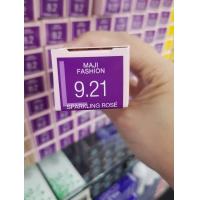 MAJI
FASHION
9.21
SPARKLING ROSÉ